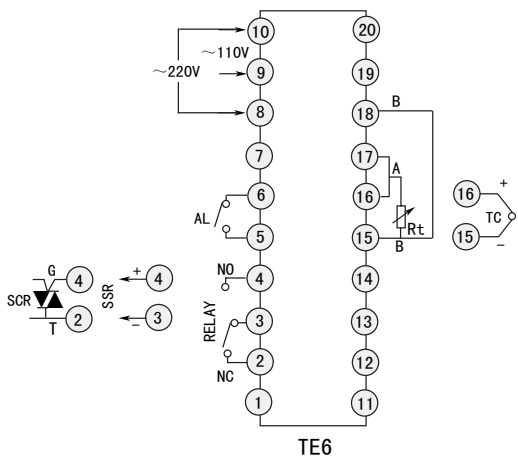 10
20
~110V
~220V
9
19
8
18
B
7
17
A
16
6
AL
Rt
5
15
B
16
+
TC
15
−
NO
4
14
G
4
SCR
SSR
+
4
T
2
−
3
RELAY
3
13
2
12
NC
1
11
TE6